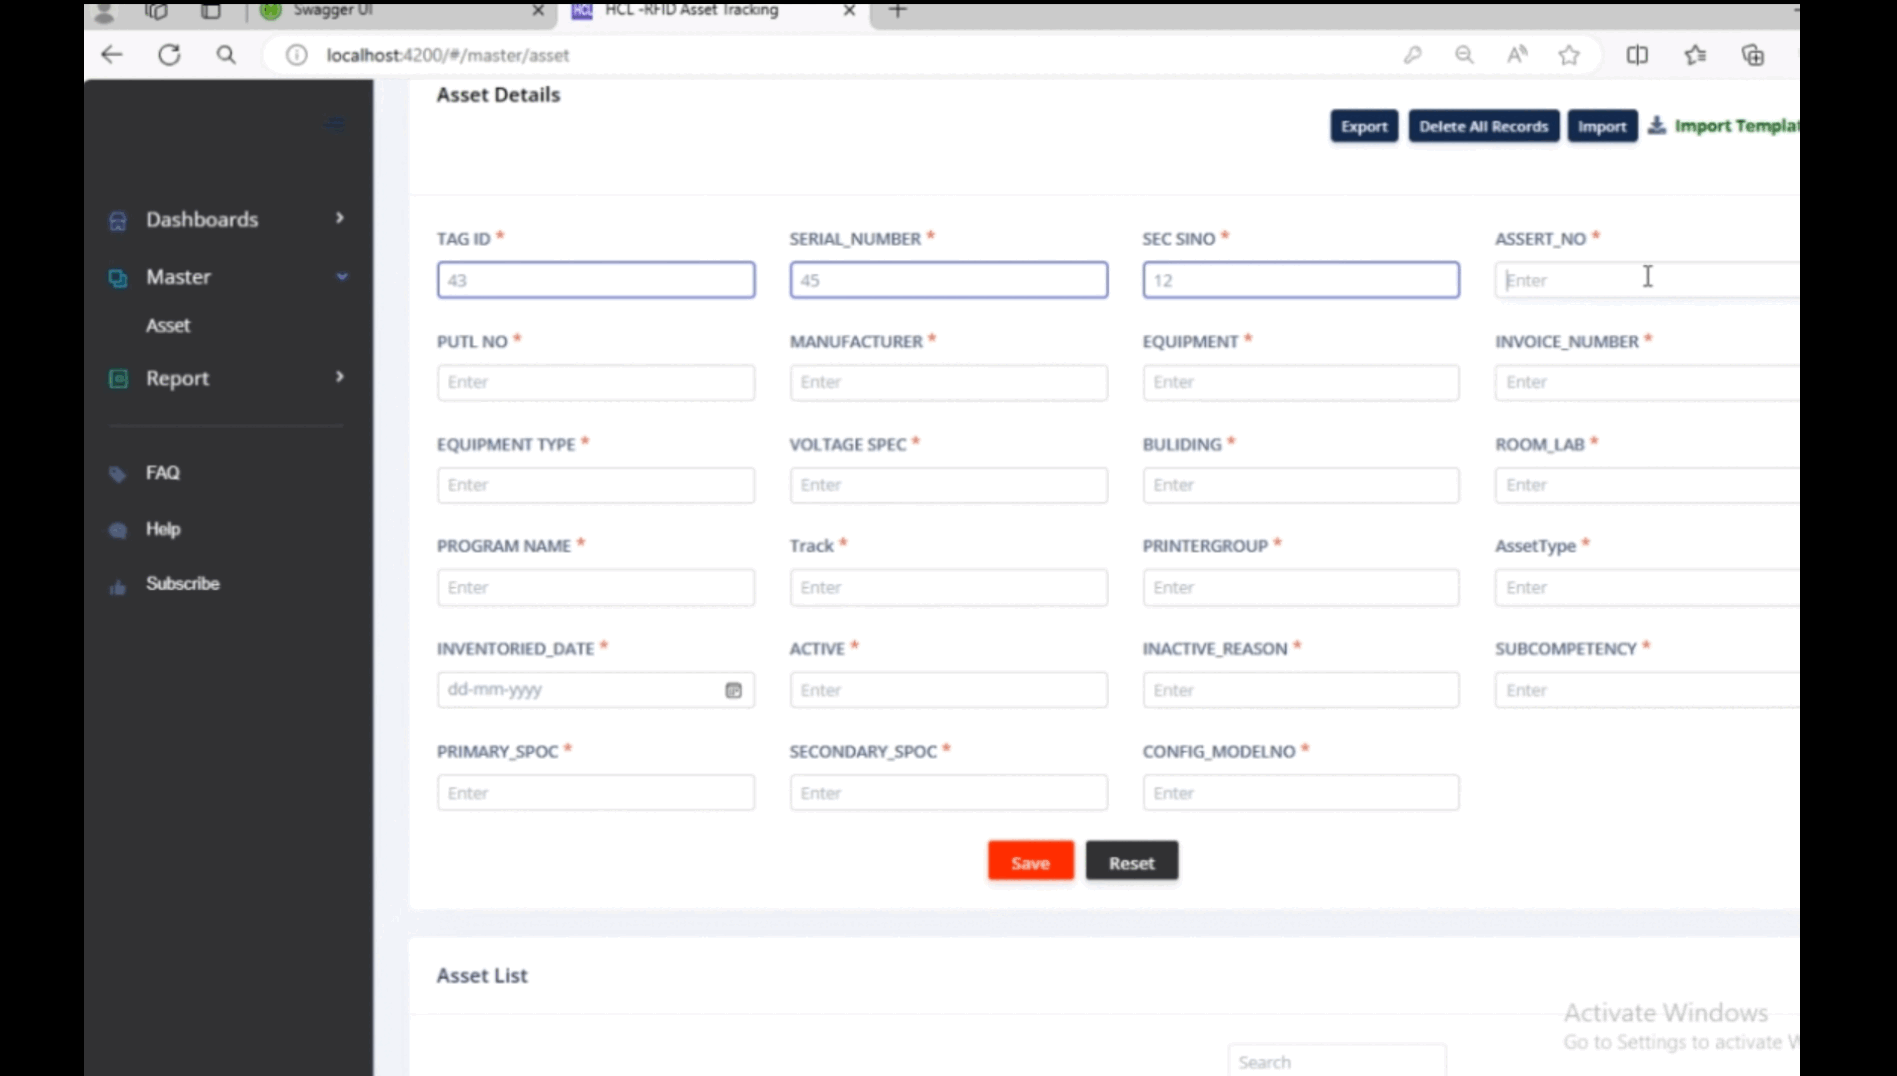 Swagger UI
HCL -RFID Asset Tracking
localhost:4200/#/master/asset
Asset Details
Export
Delete All Records
Import
Import
Dashboards
Master
Asset
Report
FAQ
Help
Subscribe
TAG ID * SERIAL_NUMBER * SEC SINO * ASSERT_NO *
43 45 12 Enter
PUTL NO * MANUFACTURER * EQUIPMENT * INVOICE_NUMBER *
Enter Enter Enter Enter
EQUIPMENT TYPE * VOLTAGE SPEC * BULIDING * ROOM_LAB *
Enter Enter Enter Enter
PROGRAM NAME * Track * PRINTERGROUP * AssetType *
Enter Enter Enter Enter
INVENTORIED_DATE * ACTIVE * INACTIVE_REASON * SUBCOMPETENCY *
dd-mm-yyyy Enter Enter Enter
PRIMARY_SPOC * SECONDARY_SPOC * CONFIG_MODELNO *
Enter Enter Enter
Save Reset
Asset List
Search
Activate Windows
Go to Settings to activate